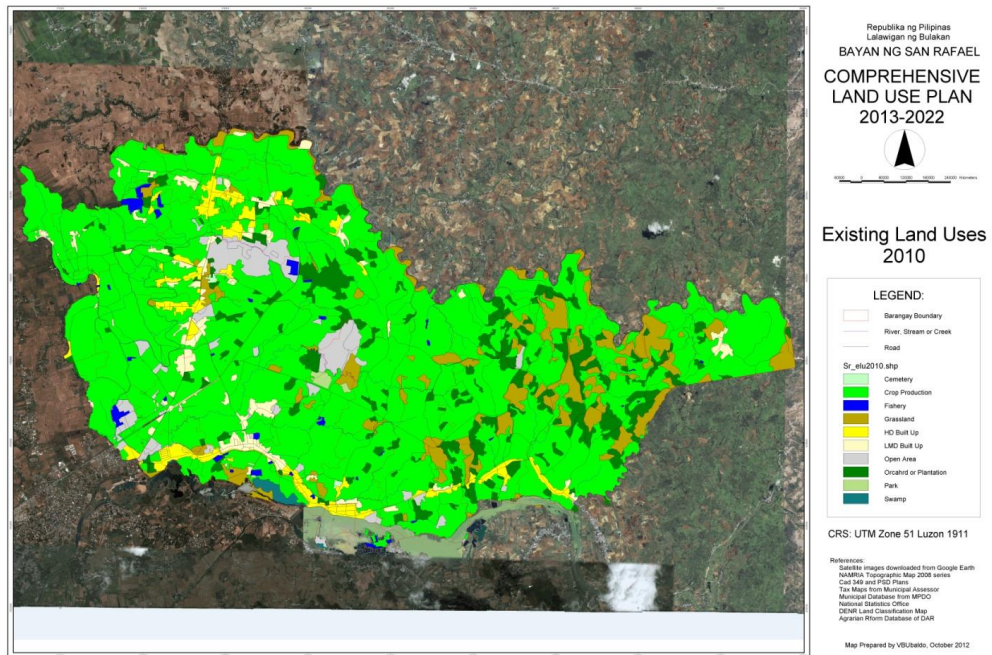 Republika ng Pilipinas
Lalawigan ng Bulakan
BAYAN NG SAN RAFAEL
COMPREHENSIVE
LAND USE PLAN
2013-2022
Existing Land Uses
2010
LEGEND:
Barangay Boundary
River, Stream or Creek
Road
Sr_elu2010.shp
Cemetery
Crop Production
Fishery
Grassland
HD Built Up
LMD Built Up
Open Area
Orcahrd or Plantation
Park
Swamp
CRS: UTM Zone 51 Luzon 1911
References:
Satellite images downloaded from Google Earth
NAMRIA Topographic Map 2008 series
Cad 349 and PSD Plans
Tax Maps from Municipal Assessor
Municipal Database from MPDO
National Statistics Office
DENR Land Classification Map
Agrarian Rform Database of DAR
Map Prepared by VBUbaldo, October 2012